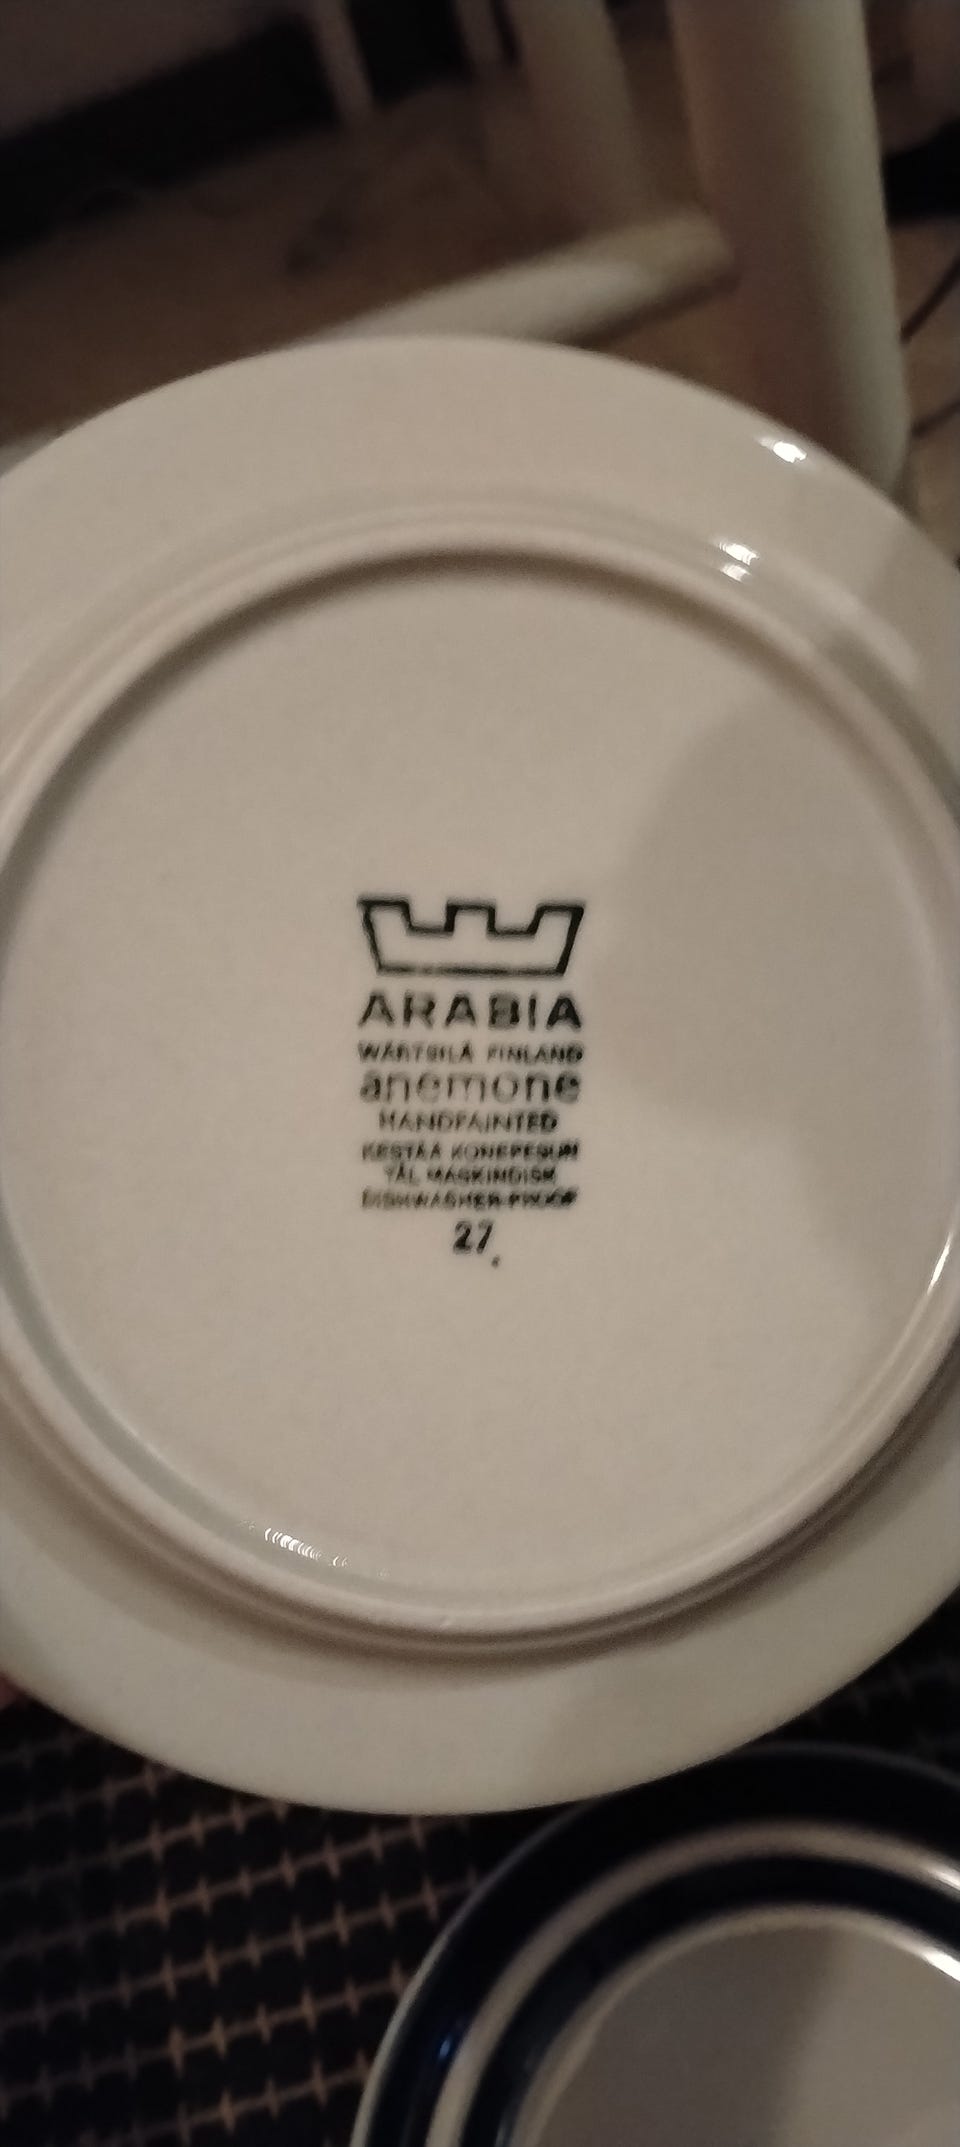 ARABIA
WÄRTSILÄ FINLAND
anemone
HANDPAINTED
KESTÄÄ KONEPESUN
TÅL MASKINDISK
DISHWASHER-PROOF
27